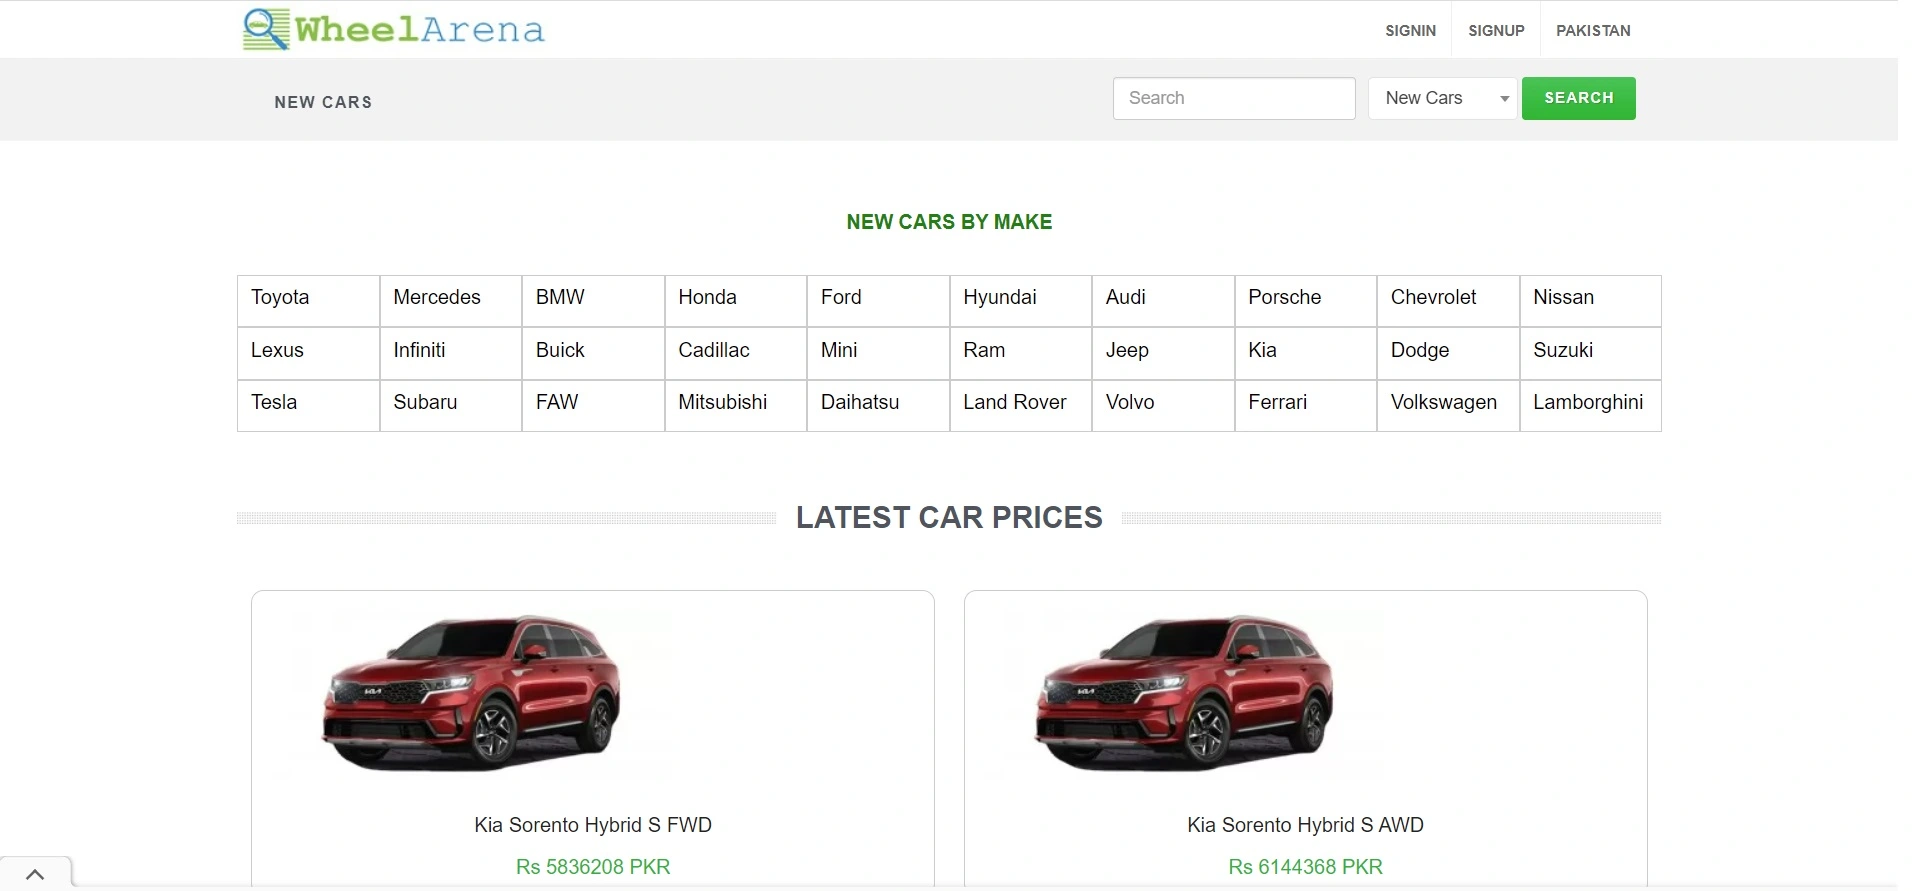 WheelArena
SIGNIN SIGNUP PAKISTAN
NEW CARS
Search New Cars SEARCH
NEW CARS BY MAKE
Toyota Mercedes BMW Honda Ford Hyundai Audi Porsche Chevrolet Nissan
Lexus Infiniti Buick Cadillac Mini Ram Jeep Kia Dodge Suzuki
Tesla Subaru FAW Mitsubishi Daihatsu Land Rover Volvo Ferrari Volkswagen Lamborghini
LATEST CAR PRICES
KIA KIA
Kia Sorento Hybrid S FWD Kia Sorento Hybrid S AWD
Rs 5836208 PKR Rs 6144368 PKR